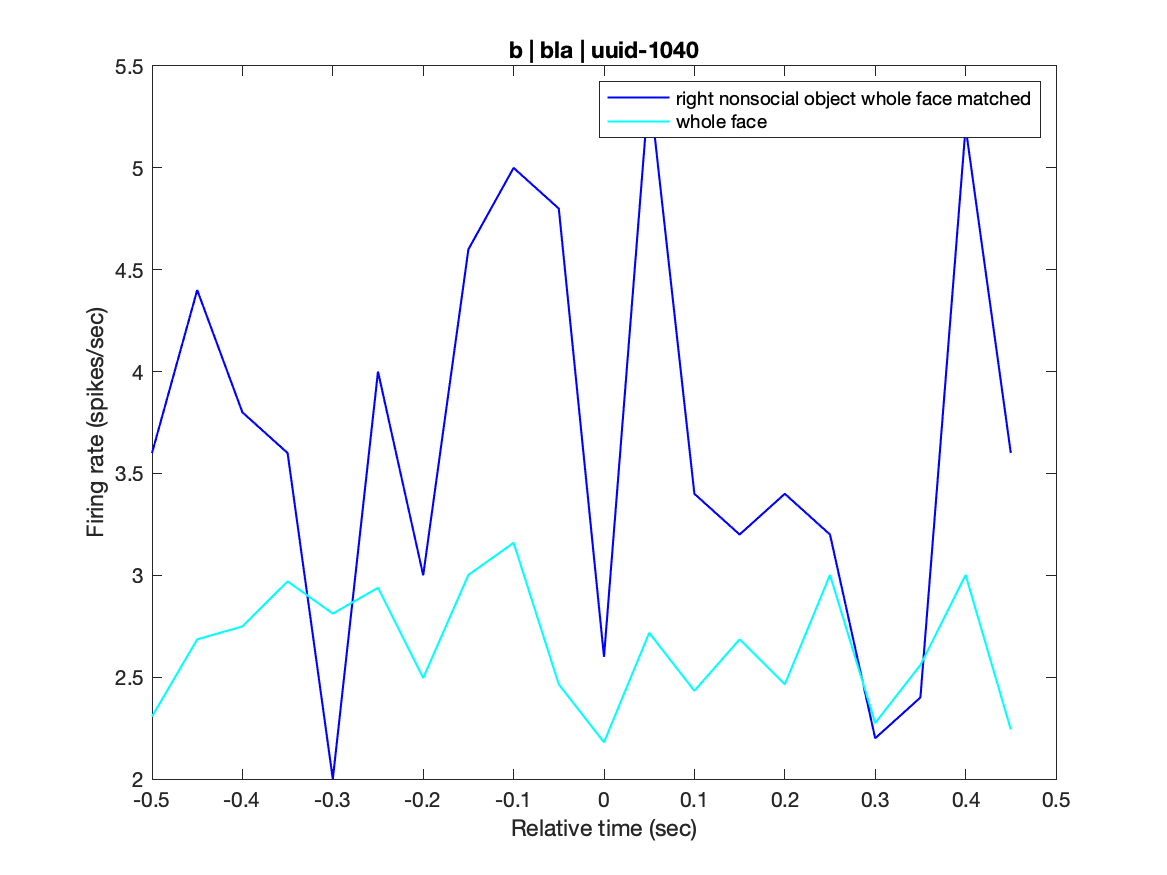 b | bla | uuid-1040
5.5
5
4.5
4
3.5
3
2.5
2
Firing rate (spikes/sec)
right nonsocial object whole face matched
whole face
-0.5 -0.4 -0.3 -0.2 -0.1 0 0.1 0.2 0.3 0.4 0.5
Relative time (sec)